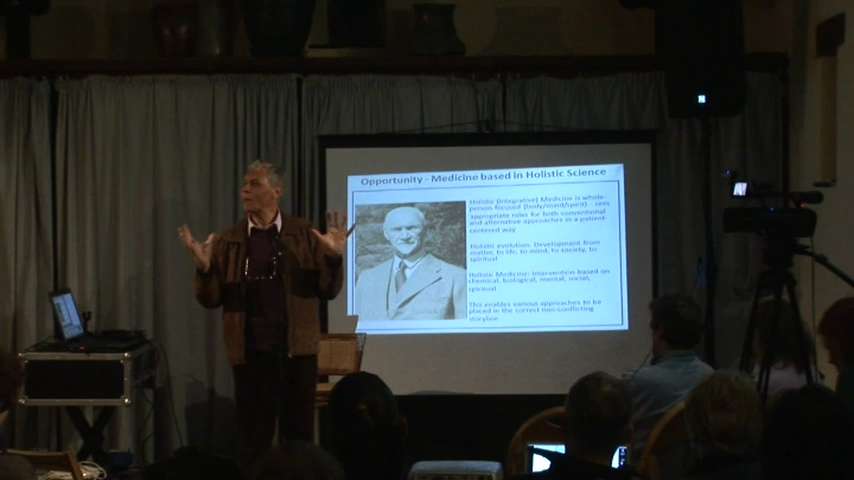 Opportunity - Medicine based in Holistic Science
Holistic (Integrative) Medicine is whole-
person focused (body/mind/spirit) - uses
appropriate roles for both conventional
and alternative approaches in a patient-
centered way
Holistic evolution: Development from
matter, to life, to mind, to society, to
spiritual
Holistic Medicine: Intervention based on
chemical, biological, mental, social,
spiritual
This enables various approaches to be
placed in the correct non conflicting
storyline